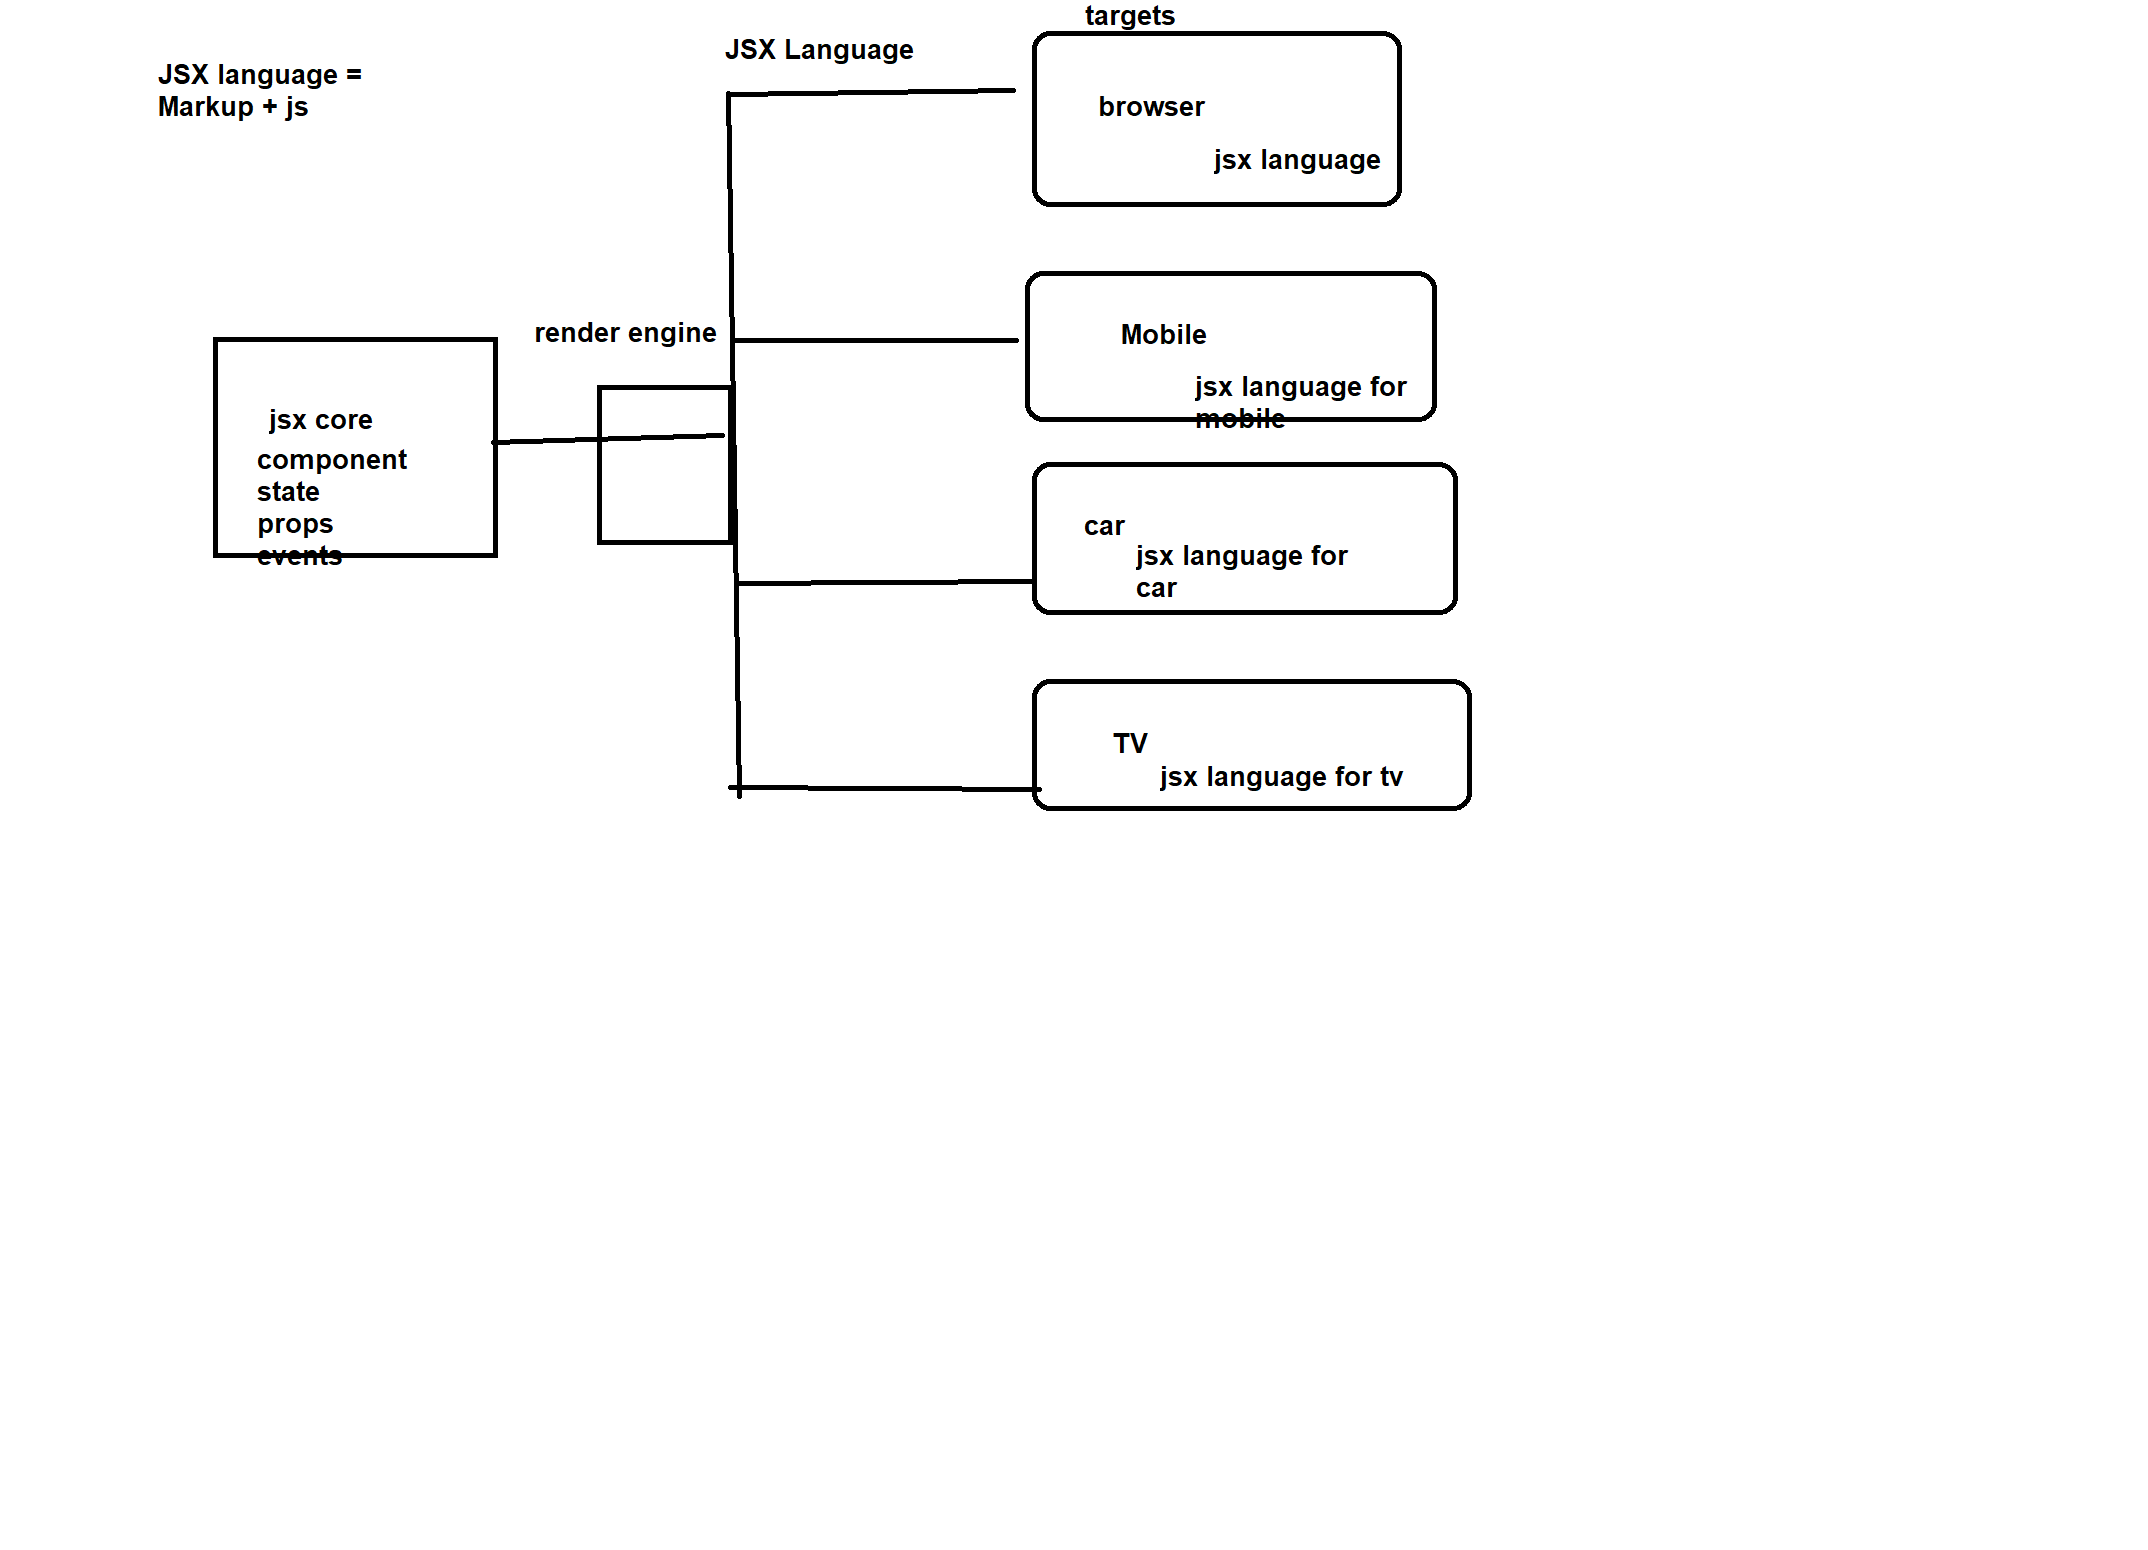 targets
JSX Language
JSX language =
Markup + js
browser
jsx language
render engine
Mobile
jsx language for
mobile
jsx core
component
state
props
events
car
jsx language for
car
TV
jsx language for tv